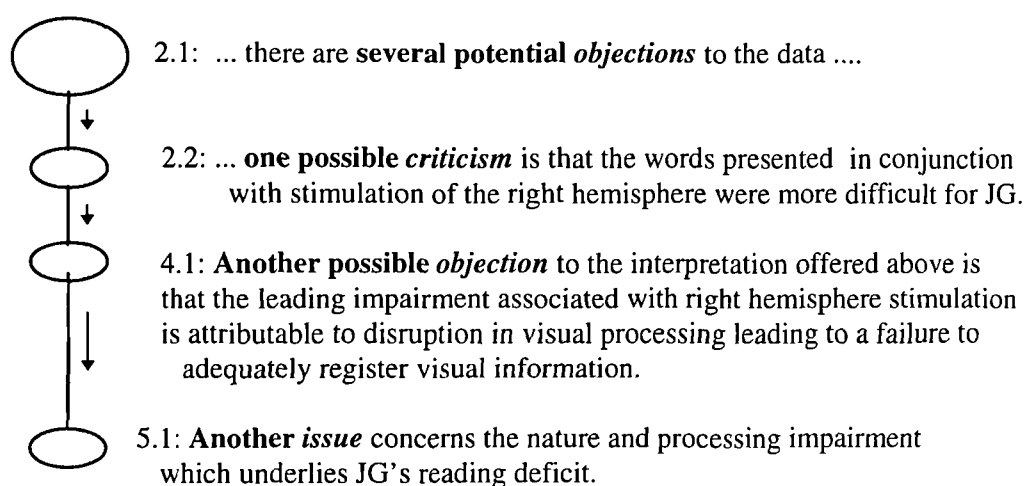 2.1: ... there are several potential objections to the data ....
2.2: ... one possible criticism is that the words presented in conjunction
with stimulation of the right hemisphere were more difficult for JG.
4.1: Another possible objection to the interpretation offered above is
that the leading impairment associated with right hemisphere stimulation
is attributable to disruption in visual processing leading to a failure to
adequately register visual information.
5.1: Another issue concerns the nature and processing impairment
which underlies JG's reading deficit.